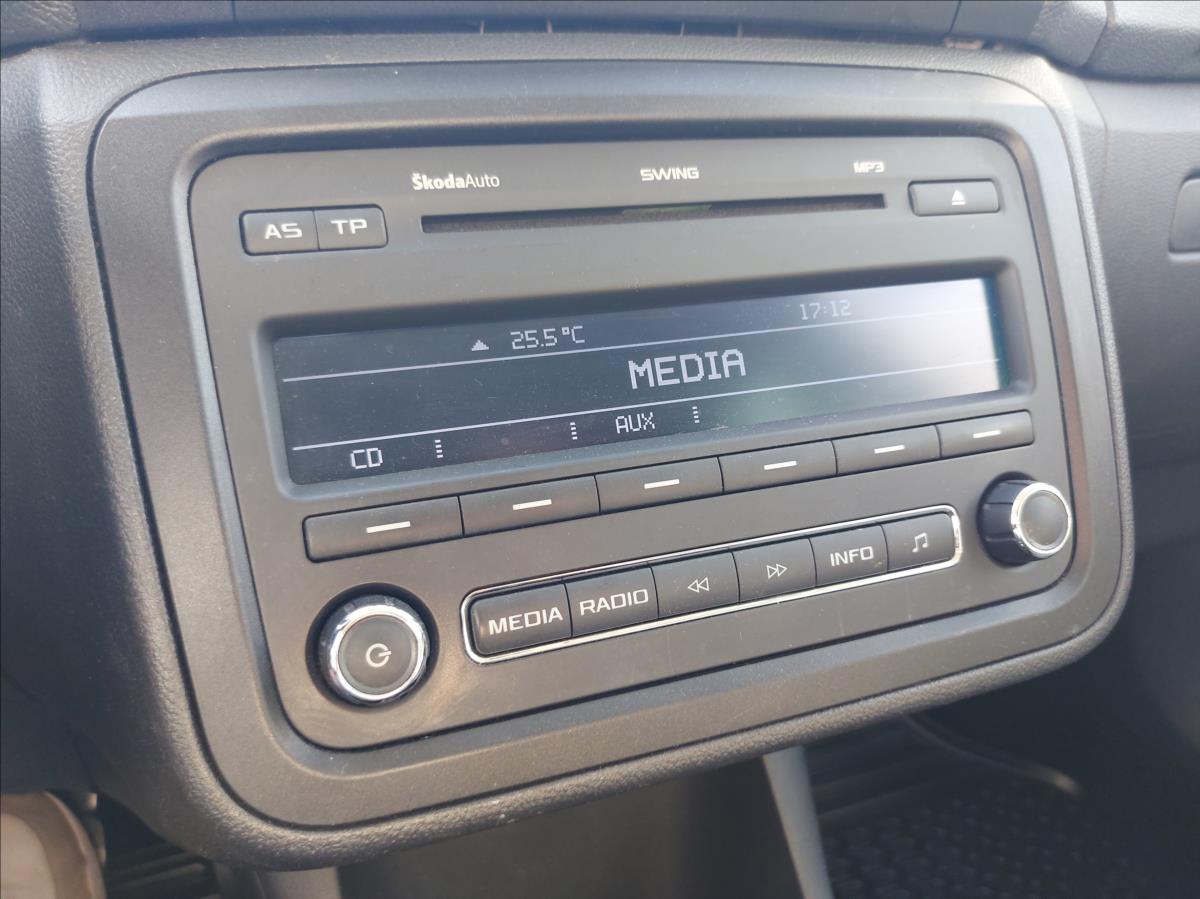 ŠkodaAuto SWING MP3
AS TP
25.5°C 17:12
MEDIA
CD AUX
MEDIA RADIO INFO